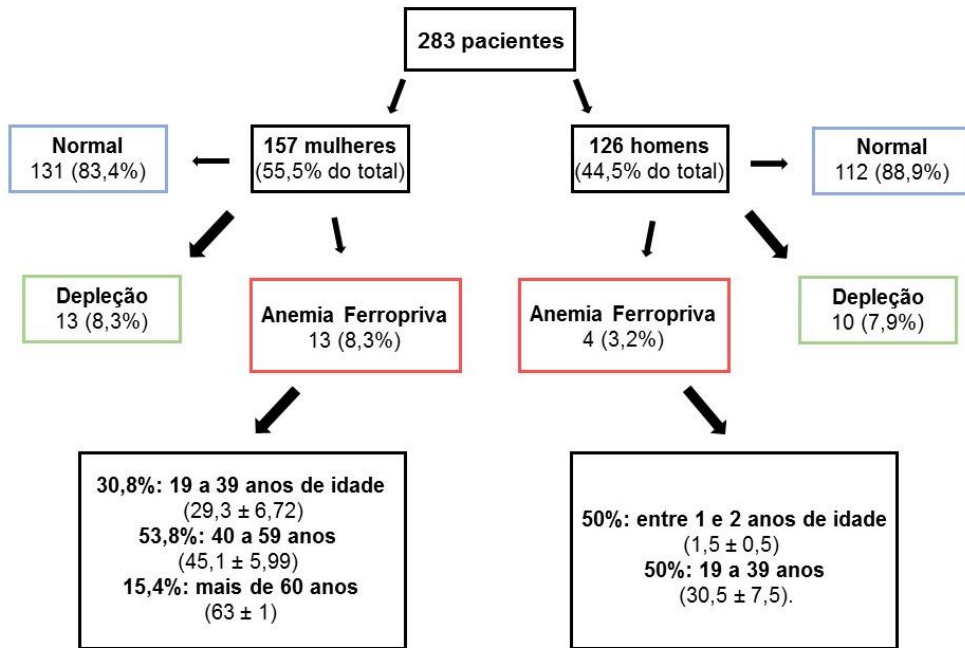 283 pacientes
157 mulheres
(55,5% do total)
126 homens
(44,5% do total)
Normal
131 (83,4%)
Normal
112 (88,9%)
Depleção
13 (8,3%)
Anemia Ferropriva
13 (8,3%)
Anemia Ferropriva
4 (3,2%)
Depleção
10 (7,9%)
30,8%: 19 a 39 anos de idade
(29,3 ± 6,72)
53,8%: 40 a 59 anos
(45,1 ± 5,99)
15,4%: mais de 60 anos
(63 ± 1)
50%: entre 1 e 2 anos de idade
(1,5 ± 0,5)
50%: 19 a 39 anos
(30,5 ± 7,5).